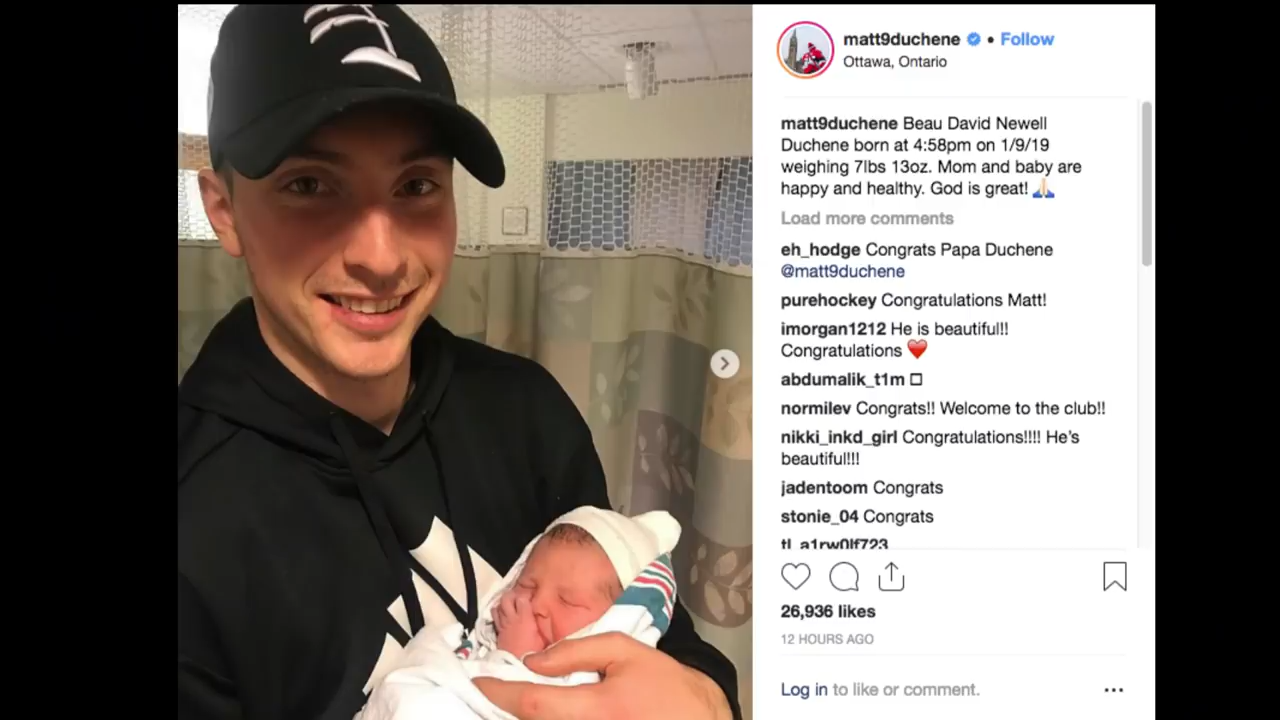 matt9duchene • Follow
Ottawa, Ontario
matt9duchene Beau David Newell
Duchene born at 4:58pm on 1/9/19
weighing 7lbs 13oz. Mom and baby are
happy and healthy. God is great! 🙏🏻
Load more comments
eh_hodge Congrats Papa Duchene
@matt9duchene
purehockey Congratulations Matt!
imorgan1212 He is beautiful!!
Congratulations ❤️
abdumalik_t1m □
normilev Congrats!! Welcome to the club!!
nikki_inkd_girl Congratulations!!!! He's
beautiful!!!
jadentoom Congrats
stonie_04 Congrats
tl_a1rw0lf723
26,936 likes
12 HOURS AGO
Log in to like or comment.